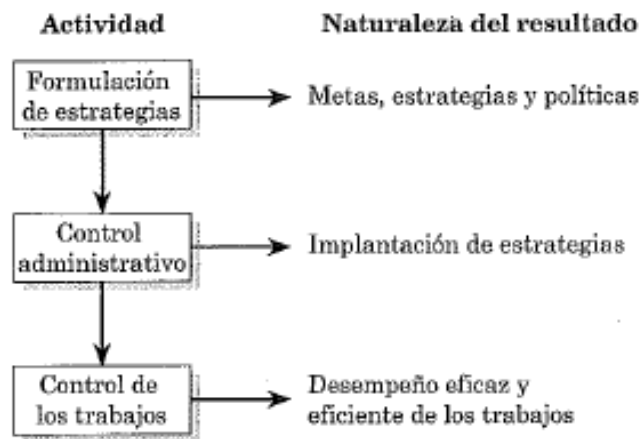 Actividad
Naturaleza del resultado
Formulación
de estrategias
Metas, estrategias y políticas
Control
administrativo
Implantación de estrategias
Control de
los trabajos
Desempeño eficaz y
eficiente de los trabajos